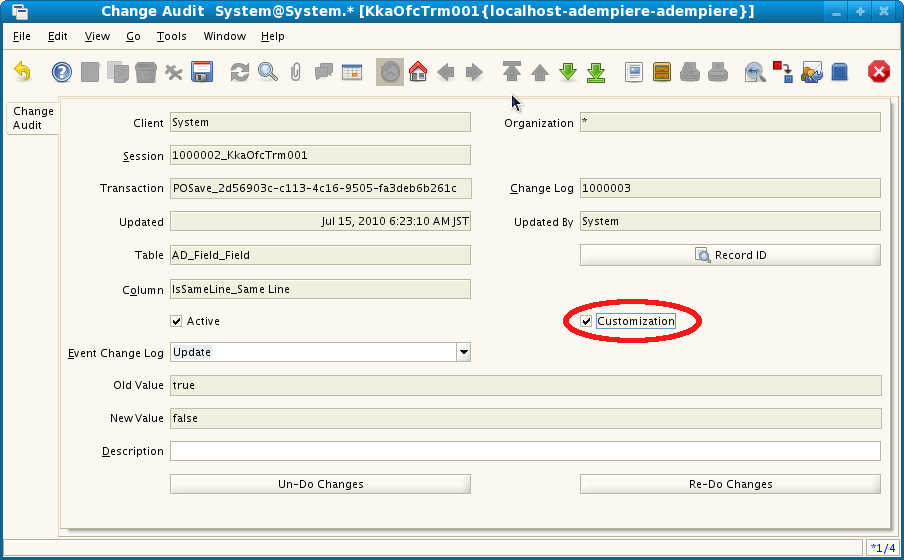 Change Audit System@System.* [KkaOfcTrm001{localhost-adempiere-adempiere}]
File Edit View Go Tools Window Help
Change
Audit
Client System Organization *
Session 1000002_KkaOfcTrm001
Transaction POSave_2d56903c-c113-4c16-9505-fa3deb6b261c Change Log 1000003
Updated Jul 15, 2010 6:23:10 AM JST Updated By System
Table AD_Field_Field Record ID
Column IsSameLine_Same Line
Active Customization
Event Change Log Update
Old Value true
New Value false
Description
Un-Do Changes Re-Do Changes
*1/4